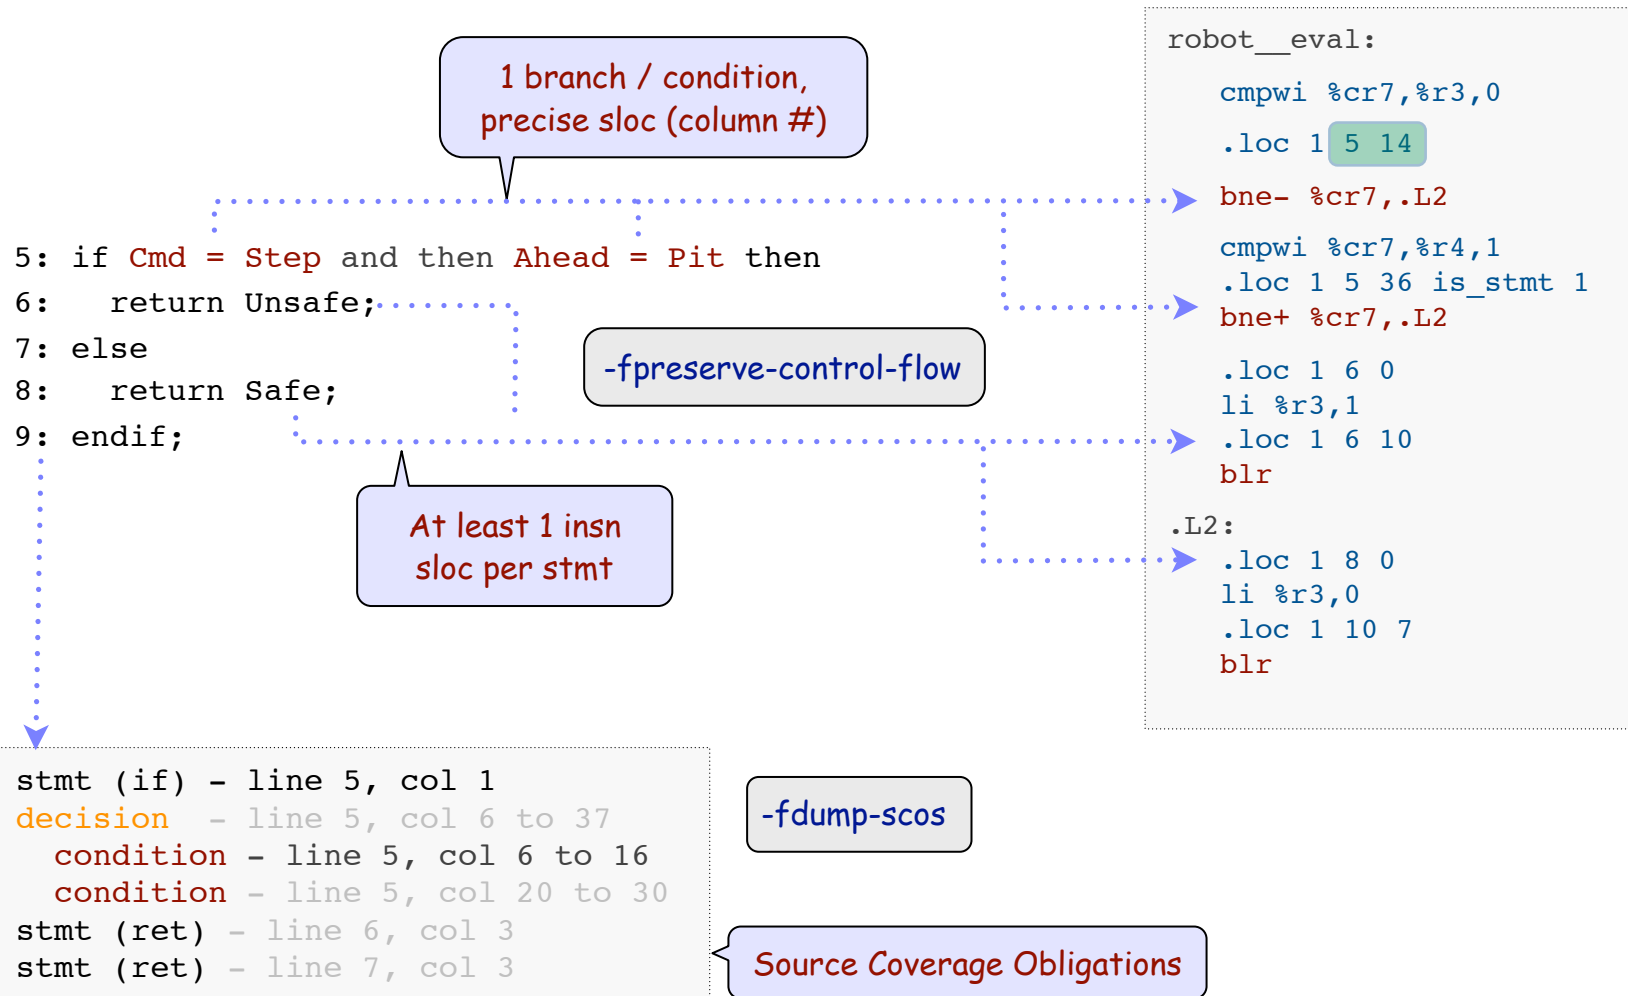 1 branch / condition,
precise sloc (column #)
5: if Cmd = Step and then Ahead = Pit then
6:   return Unsafe;
7: else
8:   return Safe;
9: endif;
-fpreserve-control-flow
At least 1 insn
sloc per stmt
robot__eval:
cmpwi %cr7,%r3,0
.loc 1 5 14
bne- %cr7,.L2
cmpwi %cr7,%r4,1
.loc 1 5 36 is_stmt 1
bne+ %cr7,.L2
.loc 1 6 0
li %r3,1
.loc 1 6 10
blr
.L2:
.loc 1 8 0
li %r3,0
.loc 1 10 7
blr
stmt (if) - line 5, col 1
decision  - line 5, col 6 to 37
condition - line 5, col 6 to 16
condition - line 5, col 20 to 30
stmt (ret) - line 6, col 3
stmt (ret) - line 7, col 3
-fdump-scos
Source Coverage Obligations